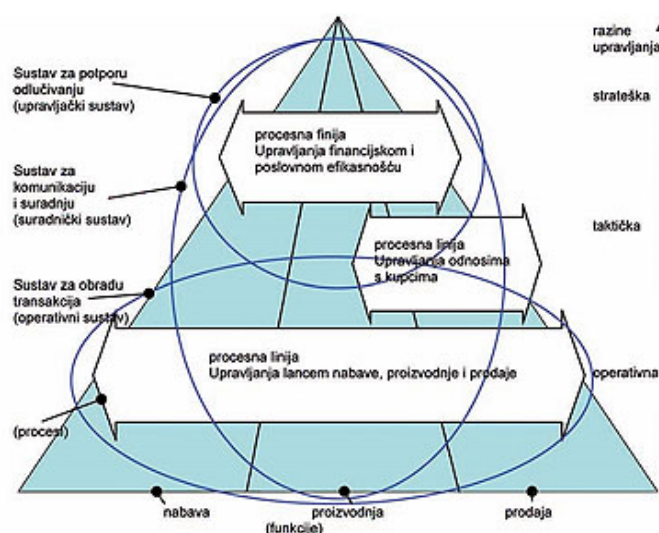 razine
upravljanja
Sustav za potporu
odlučivanju
(upravljački sustav)
strateška
procesna finija
Upravljanja financijskom i
poslovnom efikasnošću
Sustav za
komunikaciju
i suradnju
(suradnički sustav)
taktička
procesna linija
Upravljanja odnosima
s kupcima
Sustav za obradu
transakcija
(operativni sustav)
procesna linija
Upravljanja lancem nabave, proizvodnje i prodaje
operativna
(procesi)
nabava
proizvodnja
prodaja
(funkcije)